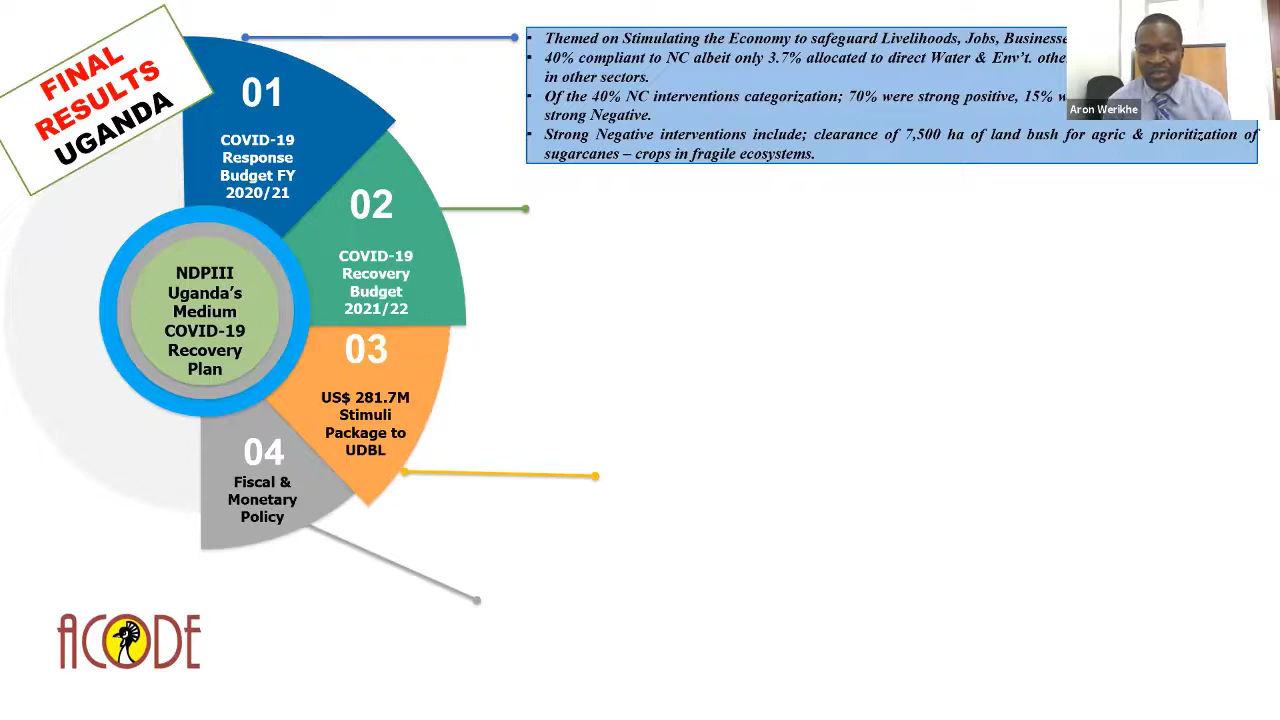 FINAL
RESULTS
UGANDA
01
COVID-19
Response
Budget FY
2020/21
02
COVID-19
Recovery
Budget
2021/22
03
US$ 281.7M
Stimuli
Package to
UDBL
04
Fiscal &
Monetary
Policy
NDPIII
Uganda's
Medium
COVID-19
Recovery
Plan
▪ Themed on Stimulating the Economy to safeguard Livelihoods, Jobs,
▪ 40% compliant to NC albeit only 3.7% allocated to direct Water & Env't.
in other sectors.
▪ Of the 40% NC interventions categorization; 70% were strong positive, 15%
strong Negative.
▪ Strong Negative interventions include; clearance of 7,500 ha of land bush for agric & prioritization of
sugarcanes – crops in fragile ecosystems.
Aron Werikhe
ACODE